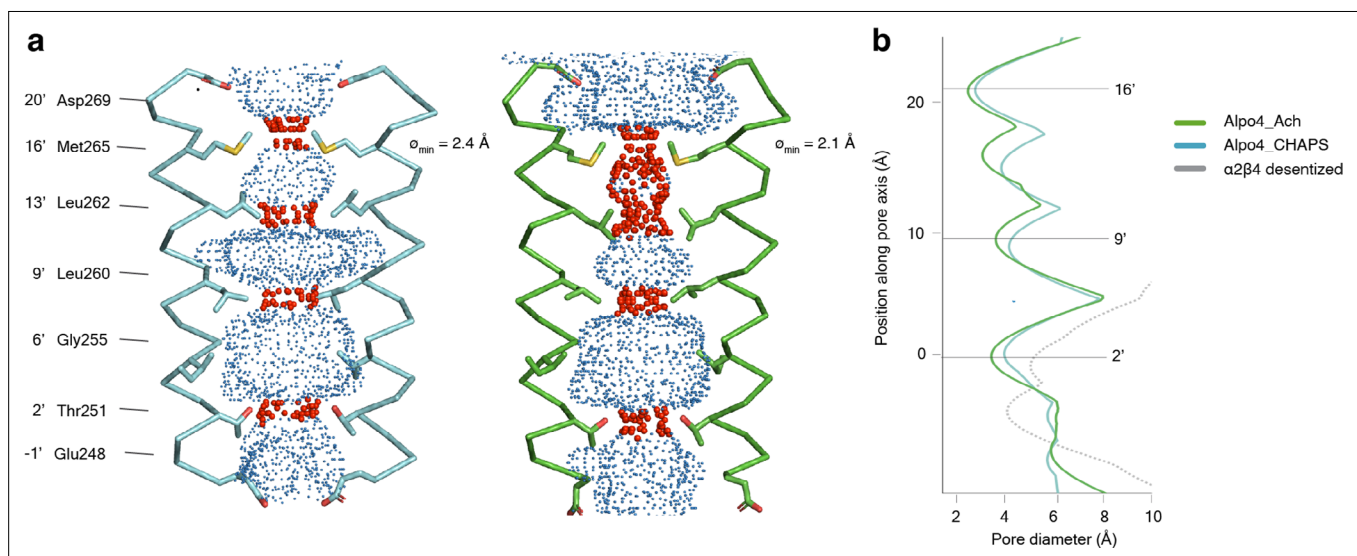 a
b
20' Asp269
16' Met265
13' Leu262
9' Leu260
6' Gly255
2' Thr251
-1' Glu248
ømin = 2.4 Å
ømin = 2.1 Å
Position along pore axis (Å)
20
10
0
16'
9'
2'
2
4
6
8
10
Pore diameter (Å)
Alpo4_Ach
Alpo4_CHAPS
α2β4 desentized